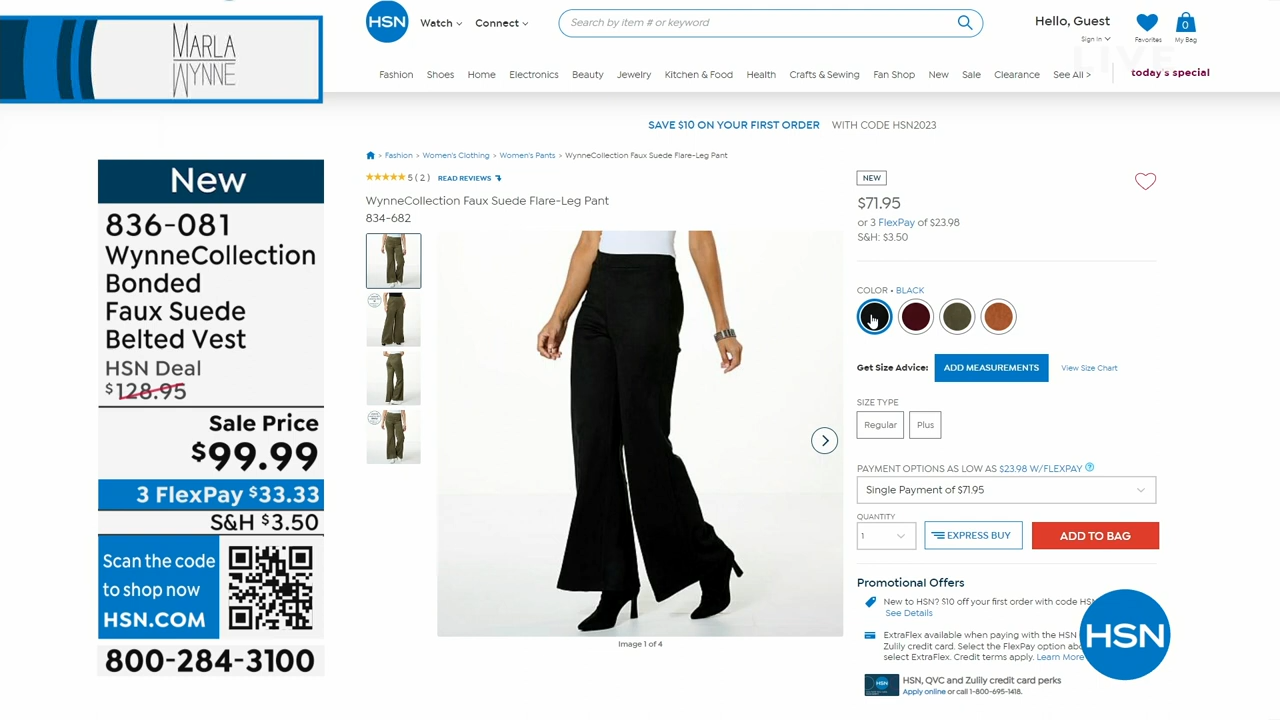 MARLA
WYNNE
New
836-081
WynneCollection
Bonded
Faux Suede
Belted Vest
HSN Deal
$128.95
Sale Price
$99.99
3 FlexPay $33.33
S&H $3.50
Scan the code
to shop now
HSN.COM
800-284-3100
HSN
Watch
Connect
Search by item # or keyword
Hello, Guest
Sign In
Favorites
0
My Bag
LIVE
Fashion Shoes Home Electronics Beauty Jewelry Kitchen & Food Health Crafts & Sewing Fan Shop New Sale Clearance See All >
today's special
SAVE $10 ON YOUR FIRST ORDER WITH CODE HSN2023
> Fashion > Women's Clothing > Women's Pants > WynneCollection Faux Suede Flare-Leg Pant
5 ( 2 ) READ REVIEWS
WynneCollection Faux Suede Flare-Leg Pant
834-682
Image 1 of 4
NEW
$71.95
or 3 FlexPay of $23.98
S&H: $3.50
COLOR • BLACK
Get Size Advice: ADD MEASUREMENTS View Size Chart
SIZE TYPE
Regular Plus
PAYMENT OPTIONS AS LOW AS $23.98 W/FLEXPAY ?
Single Payment of $71.95
QUANTITY
1
EXPRESS BUY
ADD TO BAG
Promotional Offers
New to HSN? $10 off your first order with code
See Details
ExtraFlex available when paying with the HSN
Zulily credit card. Select the FlexPay option
select ExtraFlex. Credit terms apply. Learn More
HSN, QVC and Zulily credit card perks
Apply online or call 1-800-695-1418.
HSN
HSN